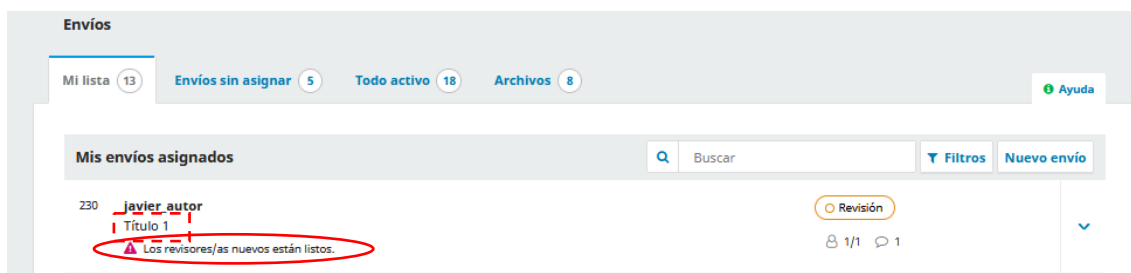 Envíos
Mi lista 13 Envíos sin asignar 5 Todo activo 18 Archivos 8
Ayuda
Mis envíos asignados Buscar Filtros Nuevo envío
230 javier_autor Revisión
Título 1
Los revisores/as nuevos están listos. 1/1 1